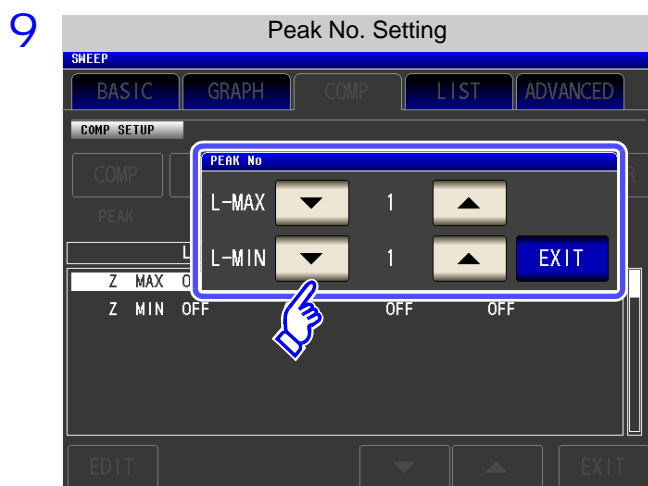 9
Peak No. Setting
SWEEP
BASIC GRAPH COMP LIST ADVANCED
COMP SETUP
COMP R
PEAK
PEAK No
L-MAX 1
L-MIN 1 EXIT
L
Z MAX O
Z MIN OFF OFF OFF
EDIT EXIT